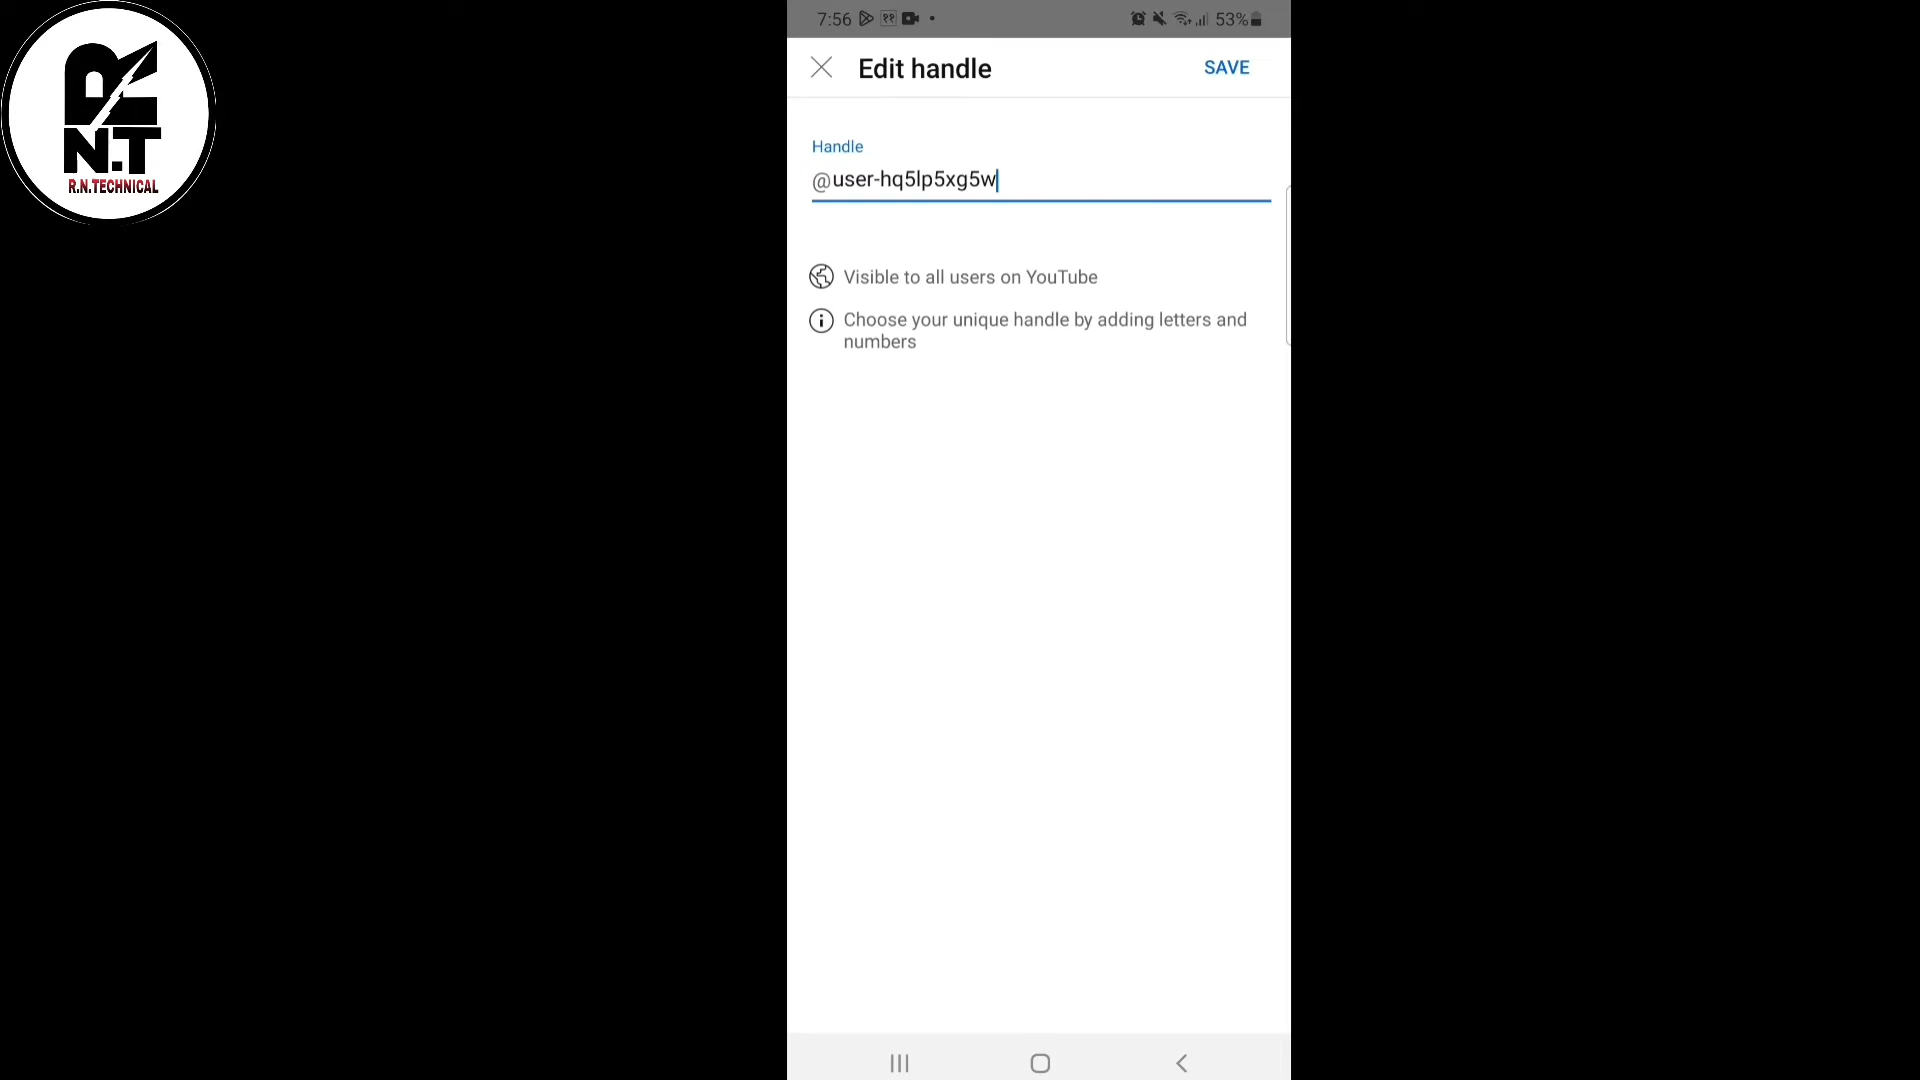 N.T
R.N.TECHNICAL
7:56
53%
Edit handle
SAVE
Handle
@user-hq5lp5xg5w
Visible to all users on YouTube
Choose your unique handle by adding letters and
numbers